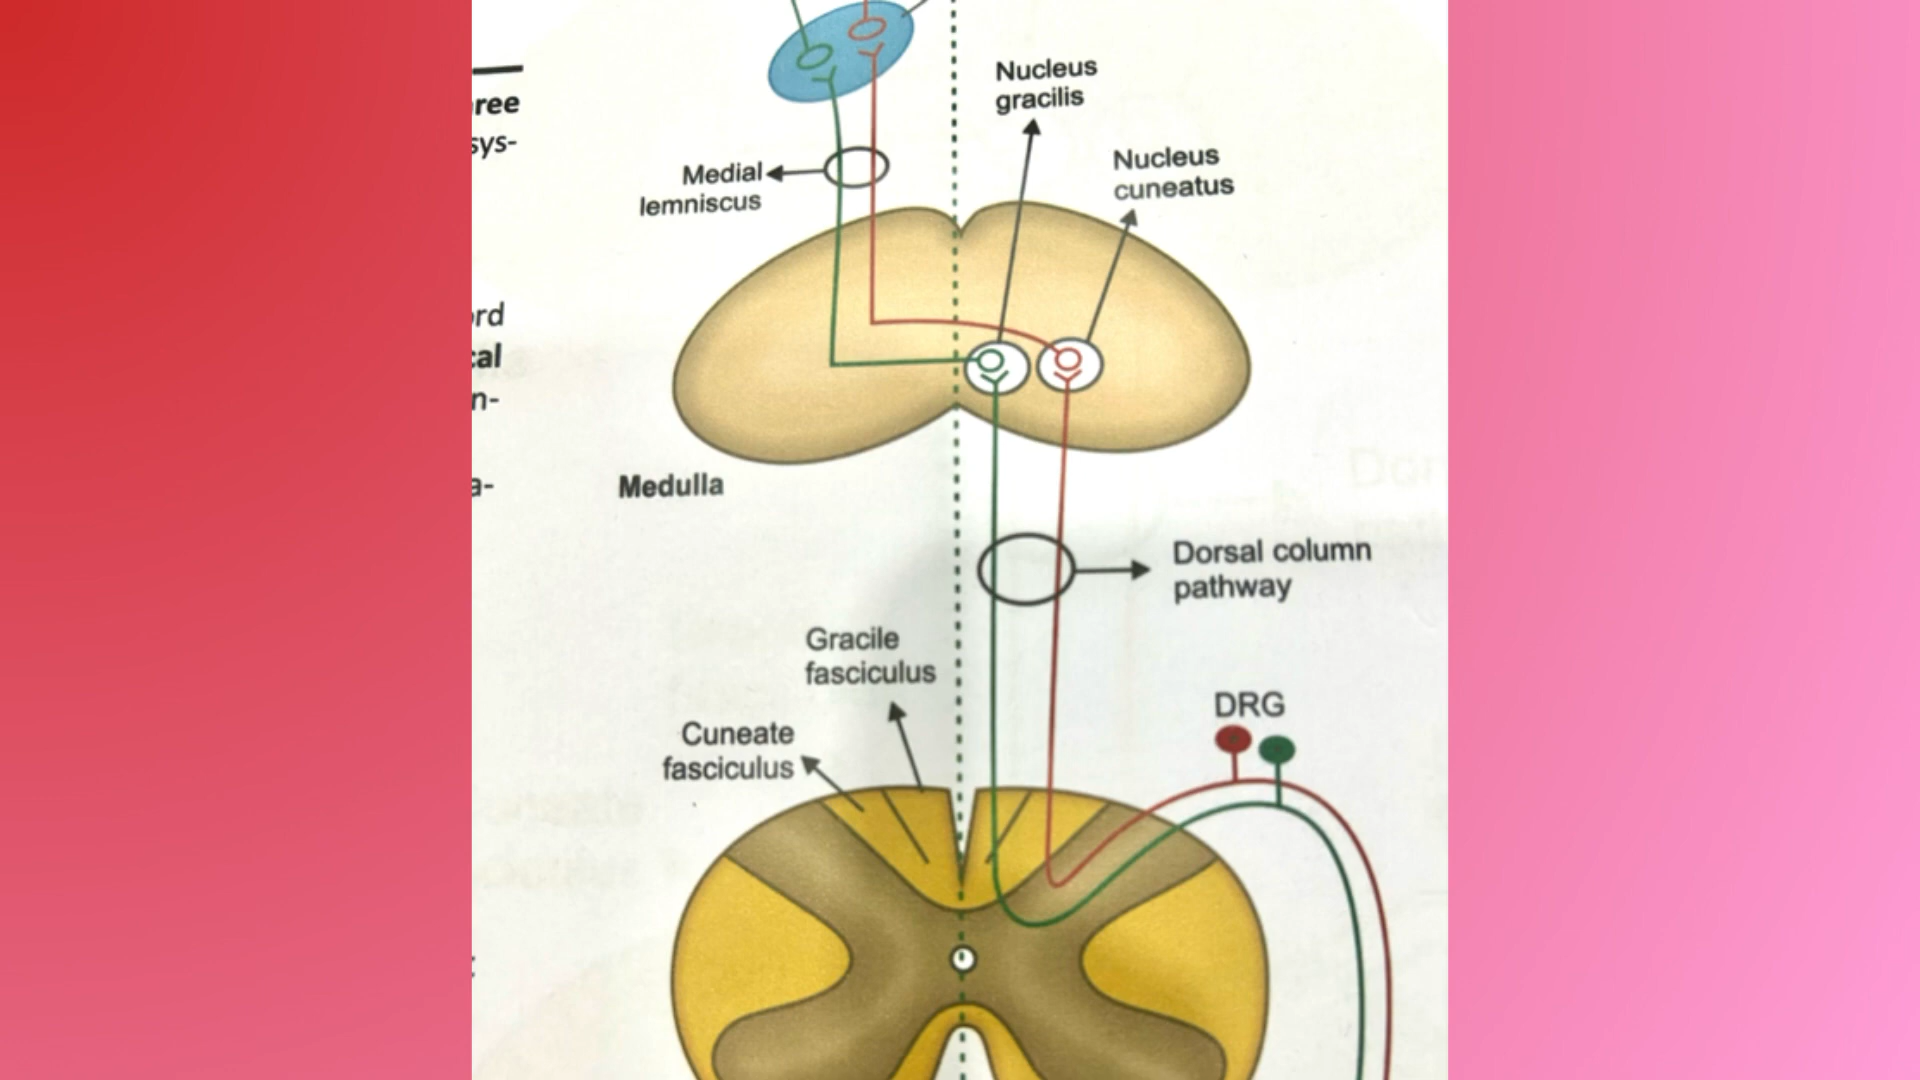 ree
sys-
Nucleus
gracilis
Nucleus
cuneatus
Medial
lemniscus
rd
cal
n-
a-
Medulla
Dorsal column
pathway
Gracile
fasciculus
Cuneate
fasciculus
DRG